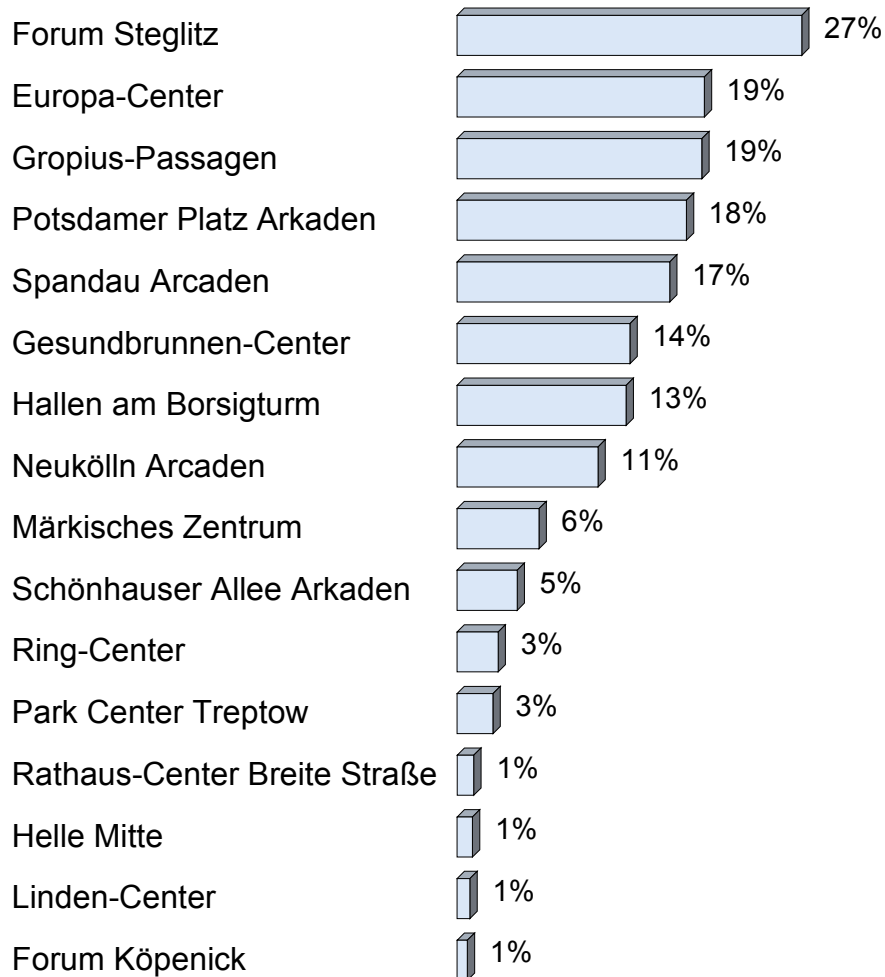 Forum Steglitz 27%
Europa-Center 19%
Gropius-Passagen 19%
Potsdamer Platz Arkaden 18%
Spandau Arcaden 17%
Gesundbrunnen-Center 14%
Hallen am Borsigturm 13%
Neukölln Arcaden 11%
Märkisches Zentrum 6%
Schönhauser Allee Arkaden 5%
Ring-Center 3%
Park Center Treptow 3%
Rathaus-Center Breite Straße 1%
Helle Mitte 1%
Linden-Center 1%
Forum Köpenick 1%